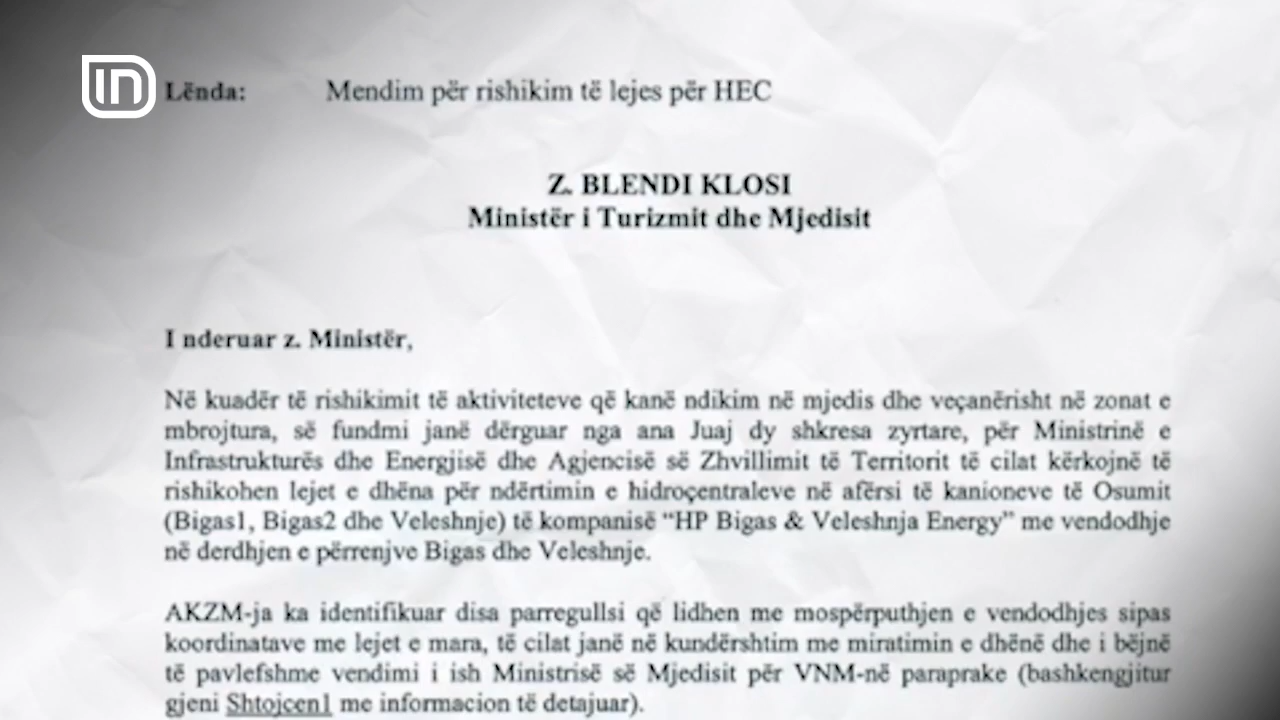 IN
Lënda: Mendim për rishikim të lejes për HEC
Z. BLENDI KLOSI
Ministër i Turizmit dhe Mjedisit
I nderuar z. Ministër,
Në kuadër të rishikimit të aktiviteteve që kanë ndikim në mjedis dhe veçanërisht në zonat e
mbrojtura, së fundmi janë dërguar nga ana Juaj dy shkresa zyrtare, për Ministrinë e
Infrastrukturës dhe Energjisë dhe Agjencisë së Zhvillimit të Territorit të cilat kërkojnë të
rishikohen lejet e dhëna për ndërtimin e hidroçentraleve në afërsi të kanioneve të Osumit
(Bigas1, Bigas2 dhe Veleshnje) të kompanisë “HP Bigas & Veleshnja Energy” me vendodhje
në derdhjen e përrenjve Bigas dhe Veleshnje.
AKZM-ja ka identifikuar disa parregullsi që lidhen me mospërputhjen e vendodhjes sipas
koordinatave me lejet e mara, të cilat janë në kundërshtim me miratimin e dhënë dhe i bëjnë
të pavlefshme vendimi i ish Ministrisë së Mjedisit për VNM-në paraprake (bashkengjitur
gjeni Shtojcen1 me informacion të detajuar).